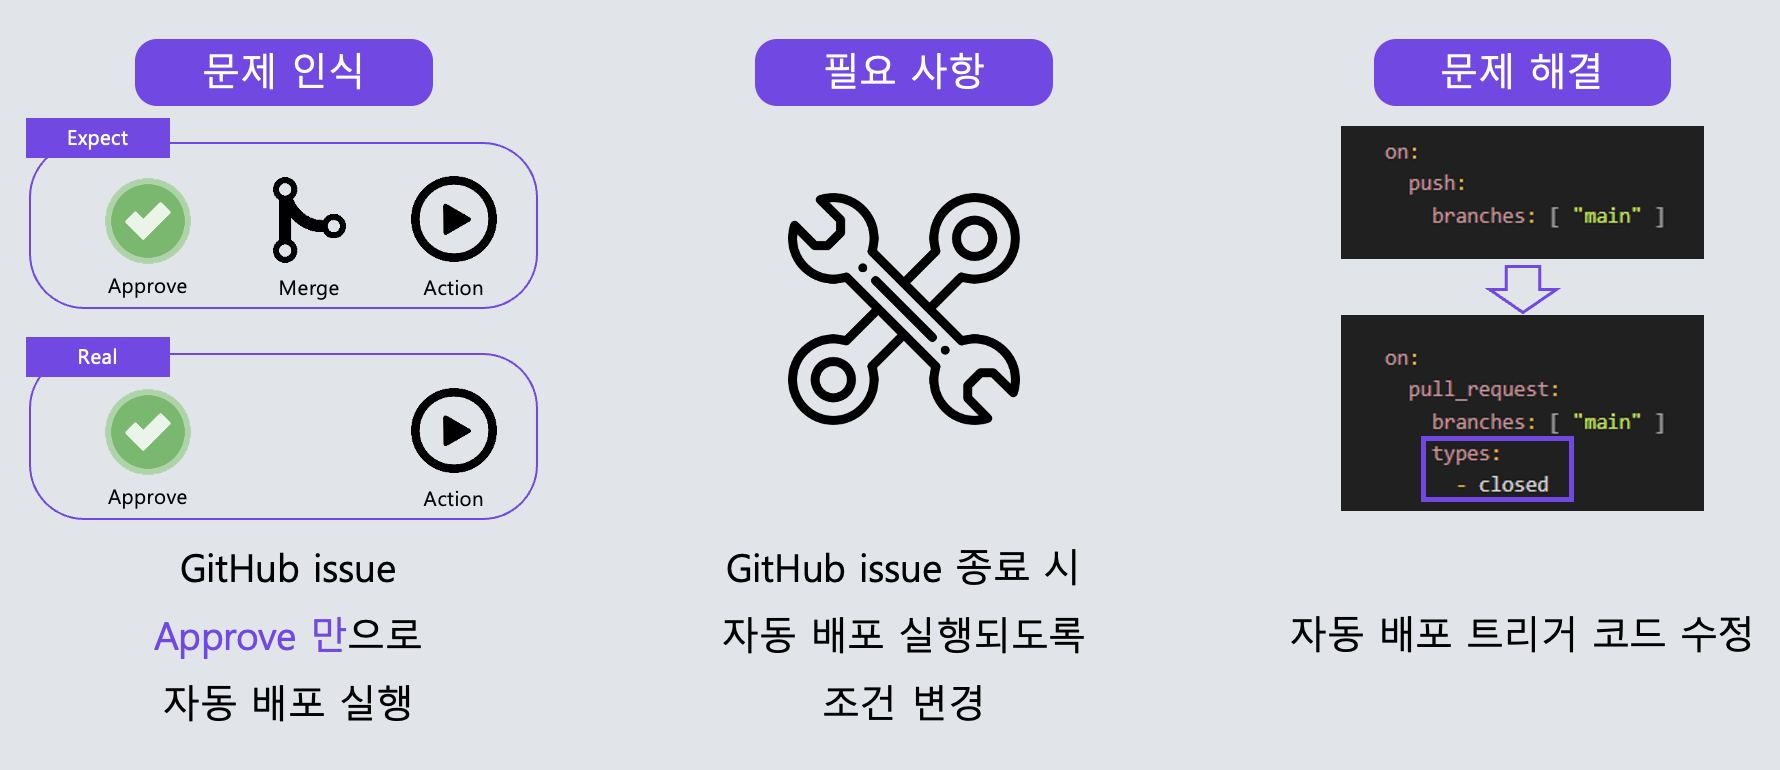 문제 인식
Expect
Approve
Merge
Action
Real
Approve
Action
GitHub issue
Approve 만으로
자동 배포 실행
필요 사항
GitHub issue 종료 시
자동 배포 실행되도록
조건 변경
문제 해결
on:
push:
branches: [ "main" ]
on:
pull_request:
branches: [ "main" ]
types:
- closed
자동 배포 트리거 코드 수정